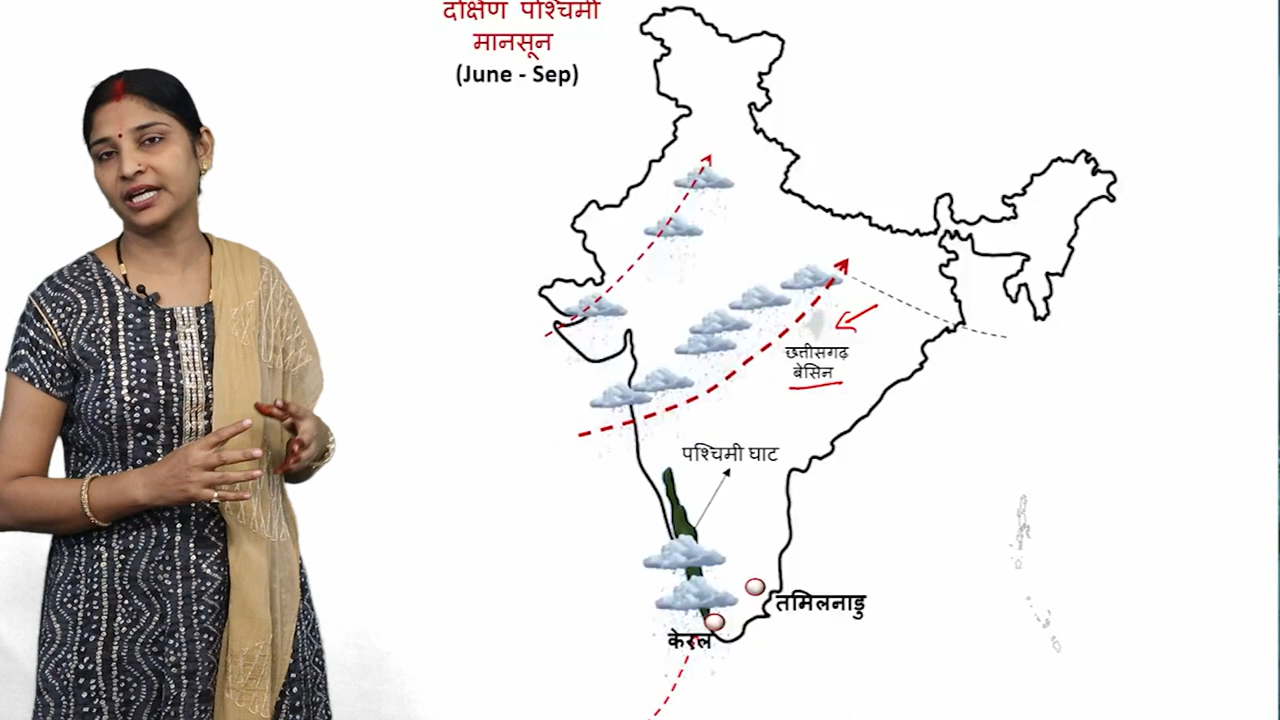 दक्षिण पश्चिमी
मानसून
(June - Sep)
छत्तीसगढ़
बेसिन
पश्चिमी घाट
तमिलनाडु
केरल